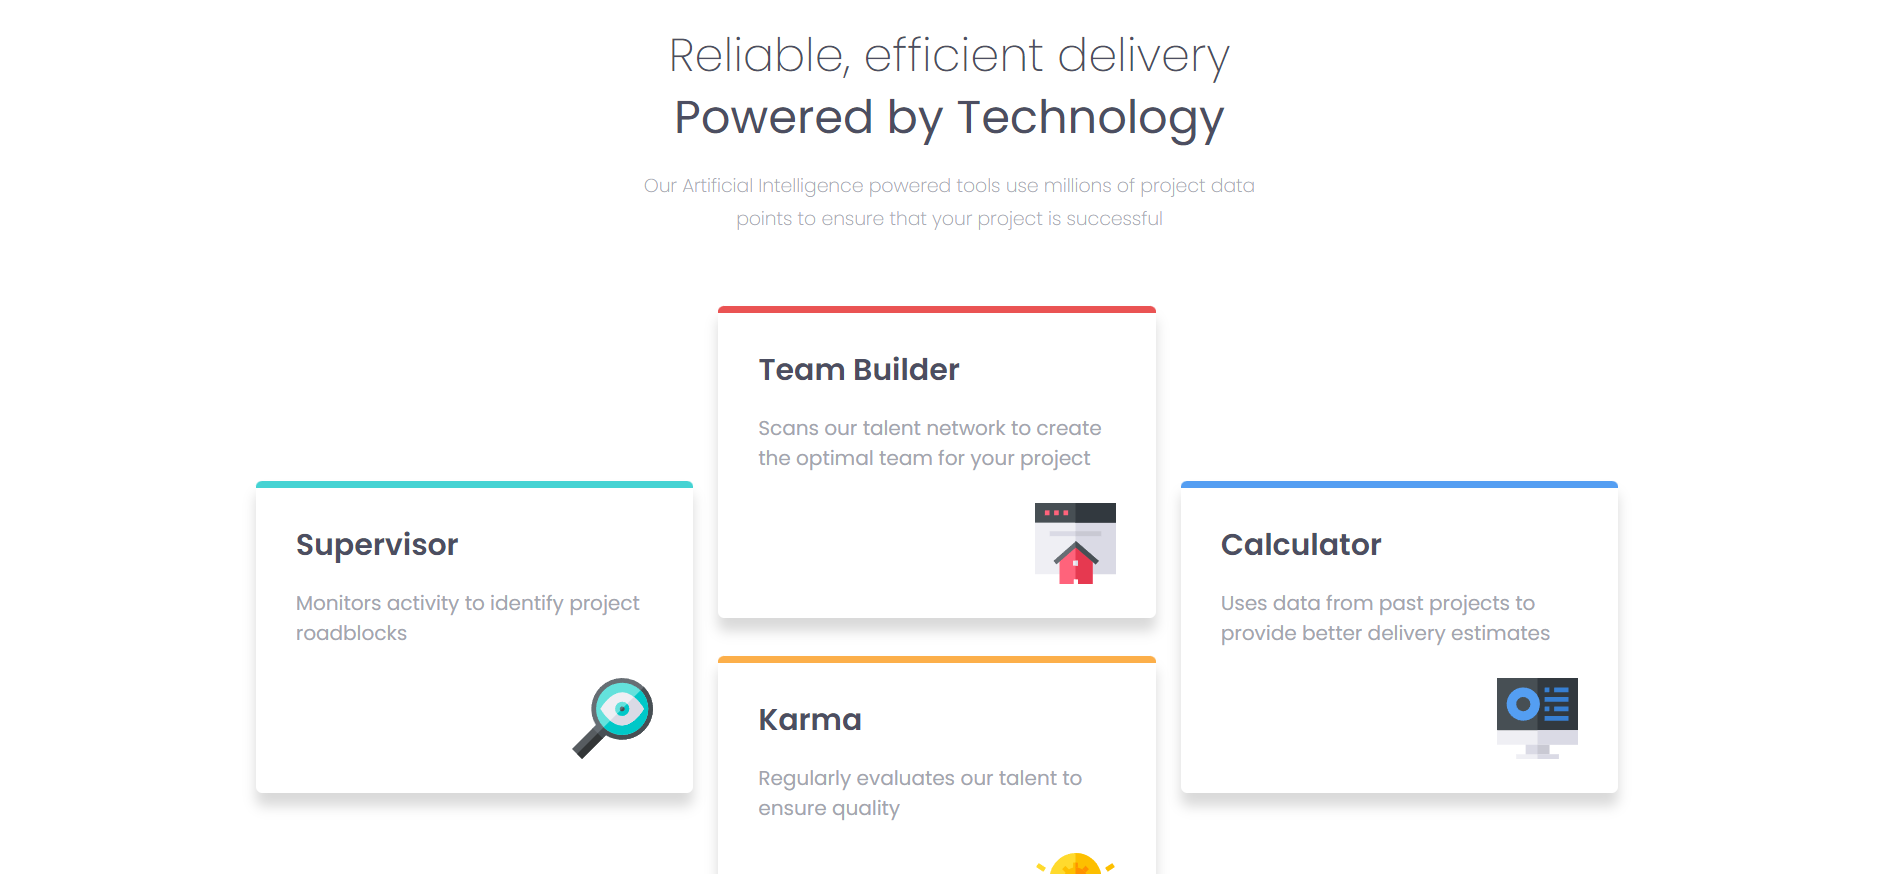 Reliable, efficient delivery
Powered by Technology
Our Artificial Intelligence powered tools use millions of project data
points to ensure that your project is successful
Team Builder
Scans our talent network to create
the optimal team for your project
Supervisor
Monitors activity to identify project
roadblocks
Calculator
Uses data from past projects to
provide better delivery estimates
Karma
Regularly evaluates our talent to
ensure quality